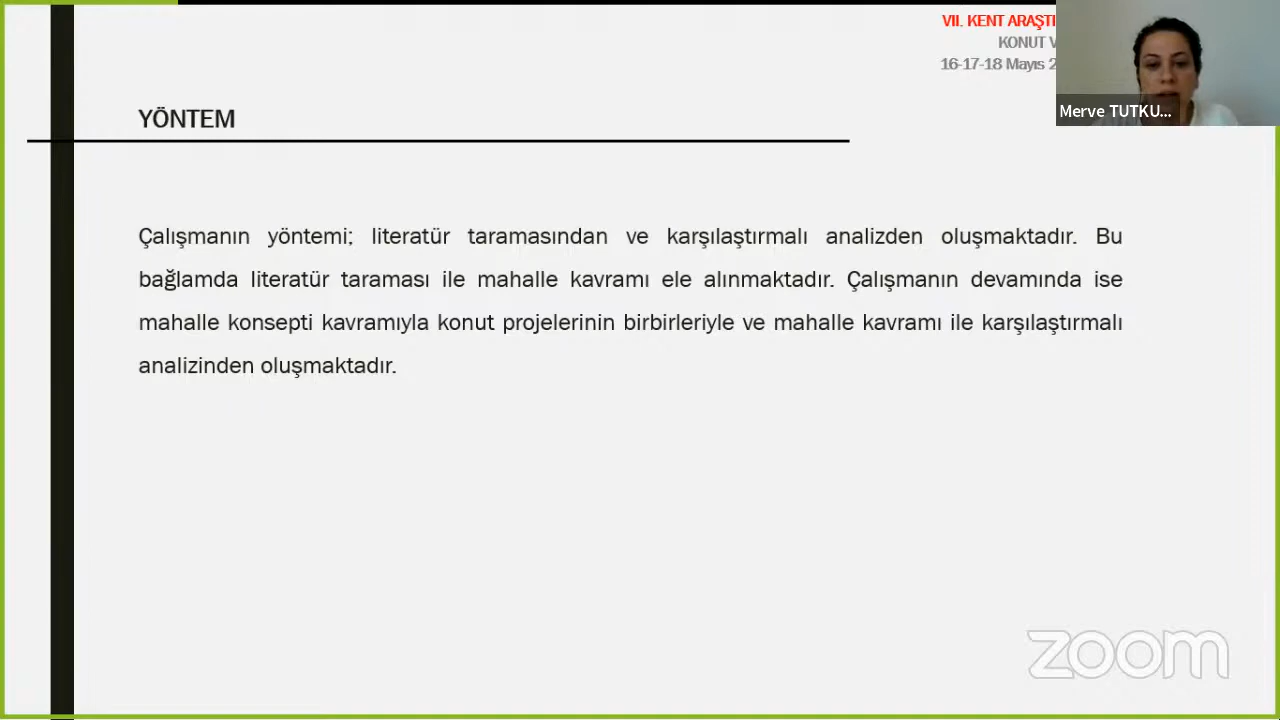 VII. KENT
KONUT
16-17-18 Mayıs
Merve TUTKU...
YÖNTEM
Çalışmanın yöntemi; literatür taramasından ve karşılaştırmalı analizden oluşmaktadır. Bu
bağlamda literatür taraması ile mahalle kavramı ele alınmaktadır. Çalışmanın devamında ise
mahalle konsepti kavramıyla konut projelerinin birbirleriyle ve mahalle kavramı ile karşılaştırmalı
analizinden oluşmaktadır.
zoom